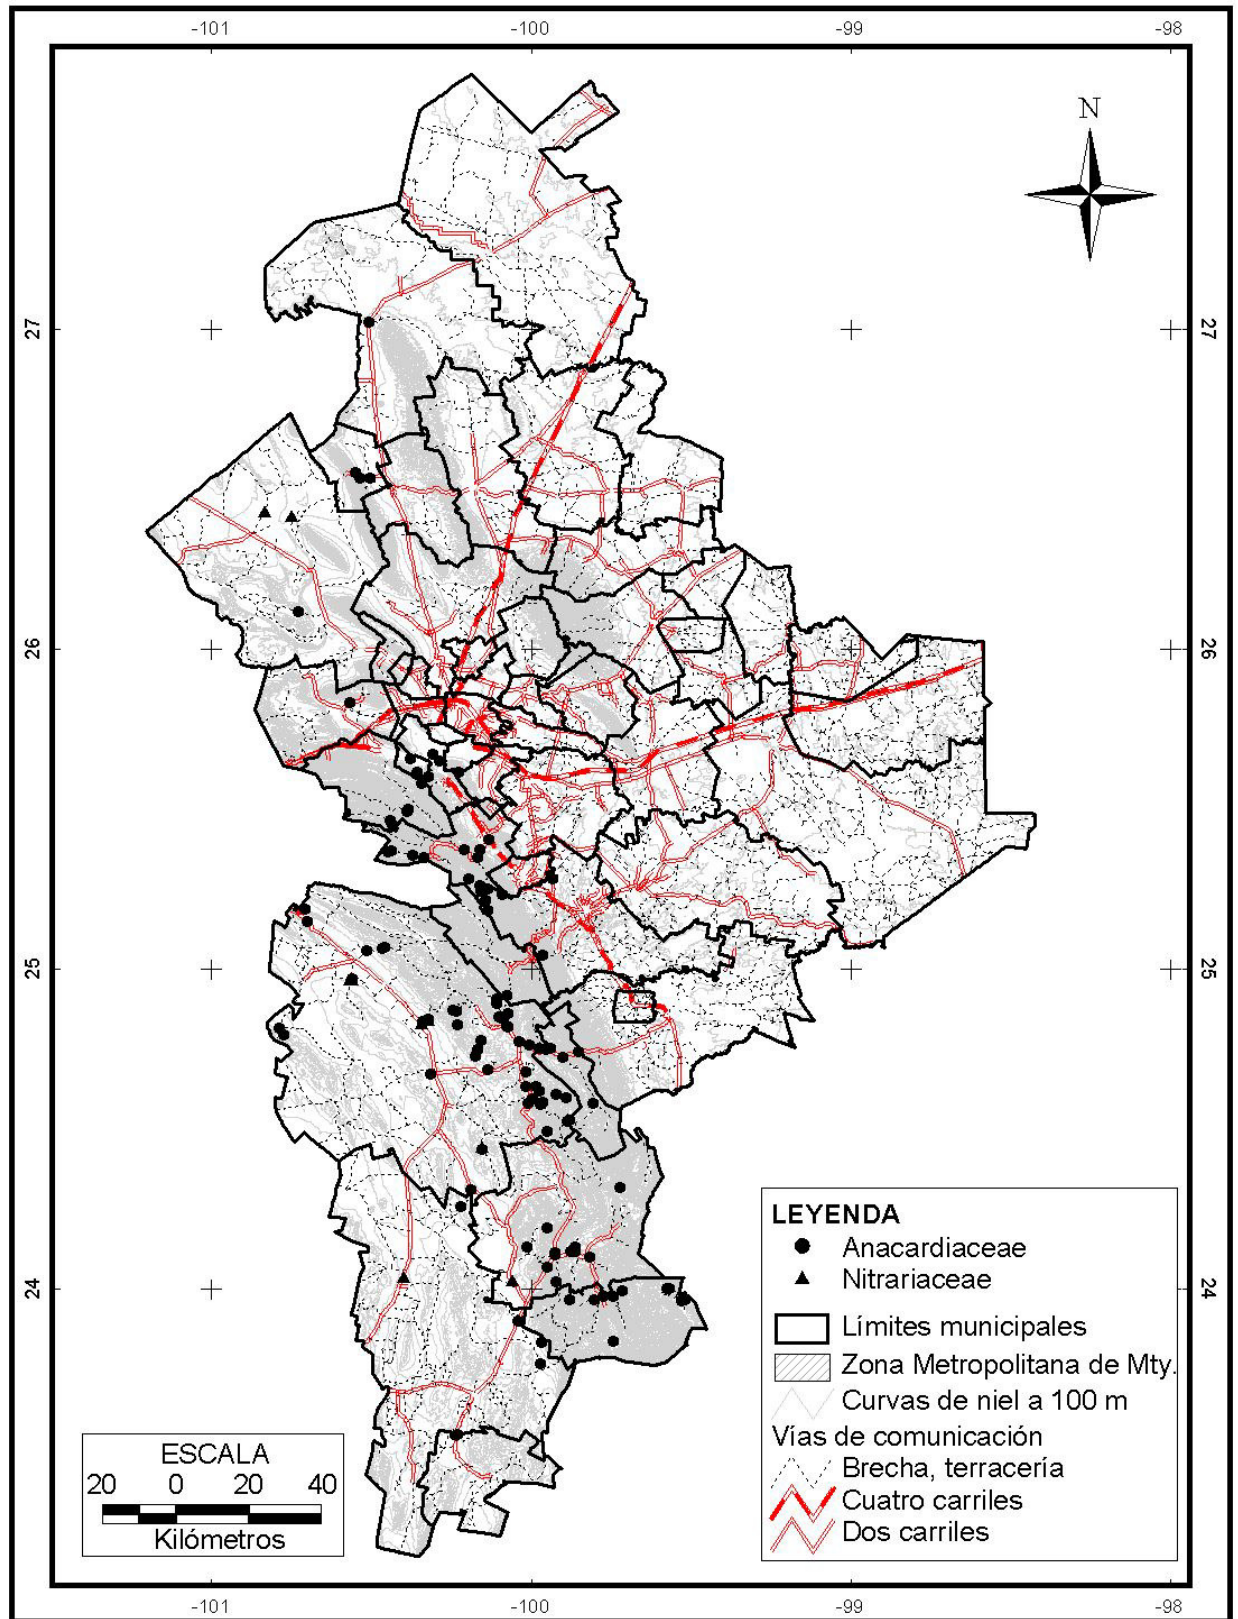 -101 -100 -99 -98
N
27 27
26 26
25 25
24 24
LEYENDA
Anacardiaceae
Nitrariaceae
Límites municipales
Zona Metropolitana de Mty.
Curvas de niel a 100 m
Vías de comunicación
Brecha, terracería
Cuatro carriles
Dos carriles
ESCALA
20 0 20 40
Kilómetros
-101 -100 -99 -98